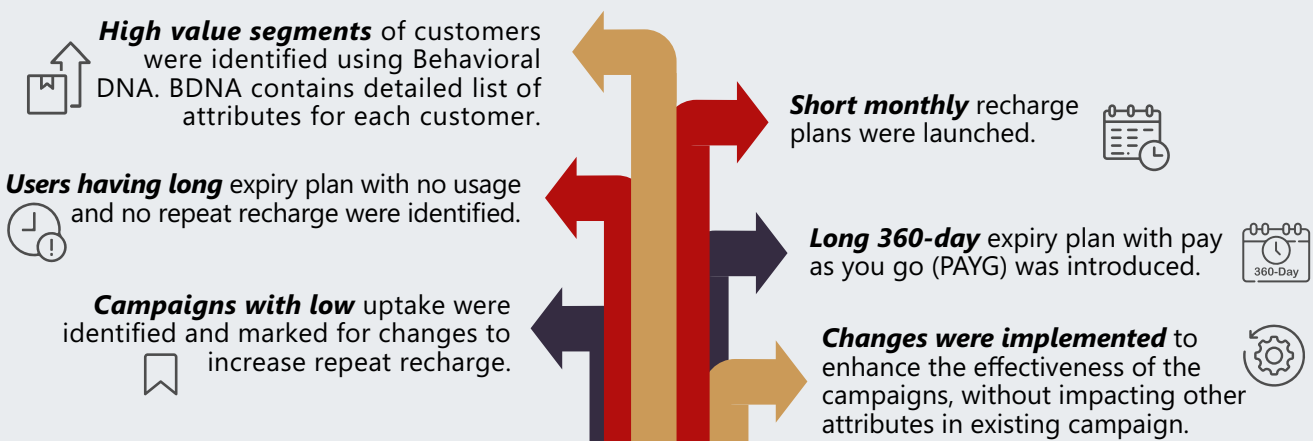 High value segments of customers
were identified using Behavioral
DNA. BDNA contains detailed list of
attributes for each customer.
Short monthly recharge
plans were launched.
Users having long expiry plan with no usage
and no repeat recharge were identified.
Long 360-day expiry plan with pay
as you go (PAYG) was introduced.
360-Day
Campaigns with low uptake were
identified and marked for changes to
increase repeat recharge.
Changes were implemented to
enhance the effectiveness of the
campaigns, without impacting other
attributes in existing campaign.